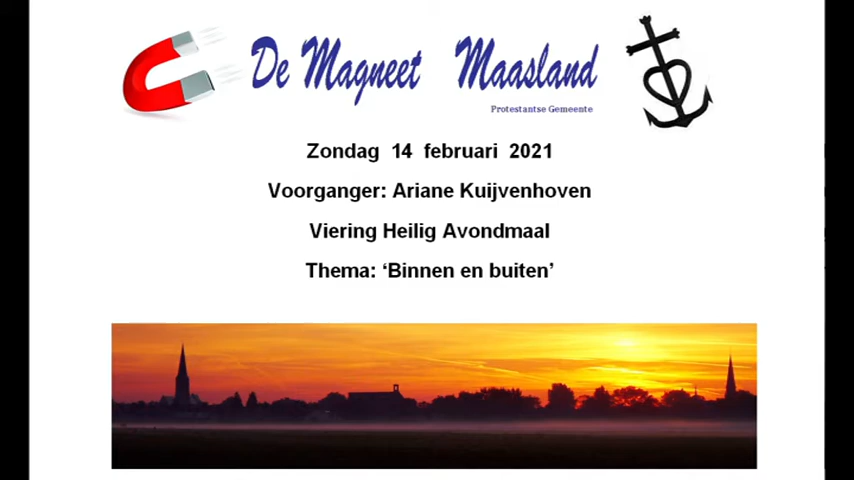 De Magneet Maasland
Protestantse Gemeente
Zondag 14 februari 2021
Voorganger: Ariane Kuijvenhoven
Viering Heilig Avondmaal
Thema: ‘Binnen en buiten’